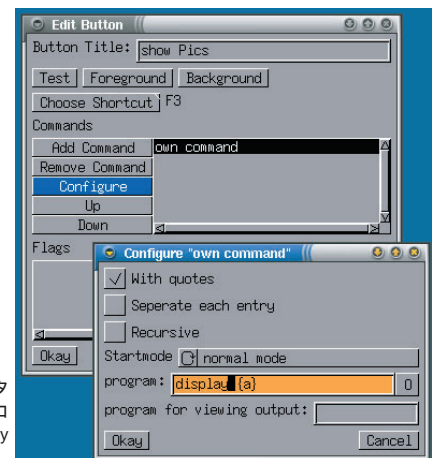 Edit Button
Button Title: show Pics
Test Foreground Background
Choose Shortcut F3
Commands
Add Command own command
Remove Command
Configure
Up
Down
Flags
Okay
Configure "own command"
With quotes
Seperate each entry
Recursive
Startmode normal mode
program: display {a} O
program for viewing output:
Okay Cancel
タ
コ
y